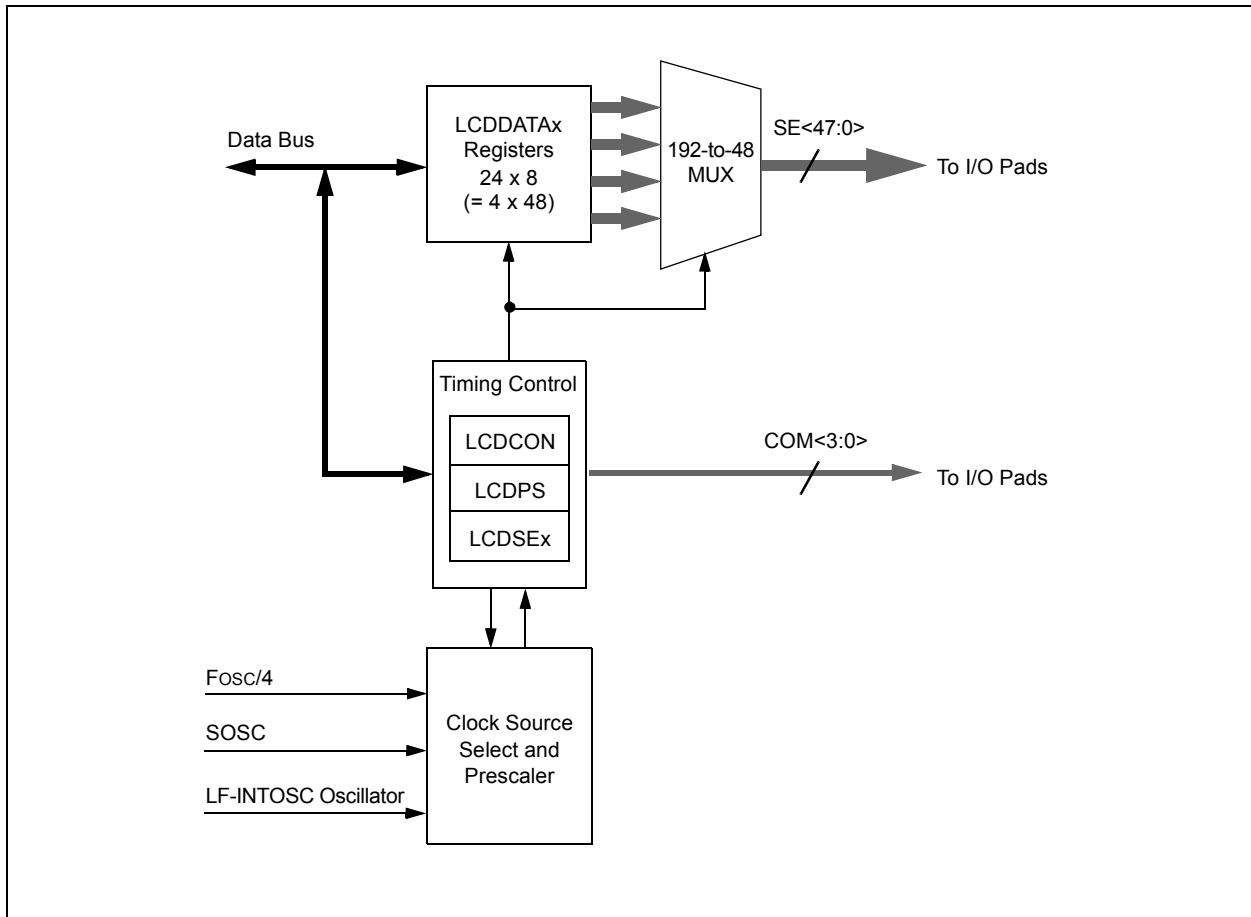 Data Bus
LCDDATAx
Registers
24 x 8
(= 4 x 48)
192-to-48
MUX
SE<47:0>
To I/O Pads
Timing Control
LCDCON
LCDPS
LCDSEx
COM<3:0>
To I/O Pads
FOSC/4
SOSC
LF-INTOSC Oscillator
Clock Source
Select and
Prescaler